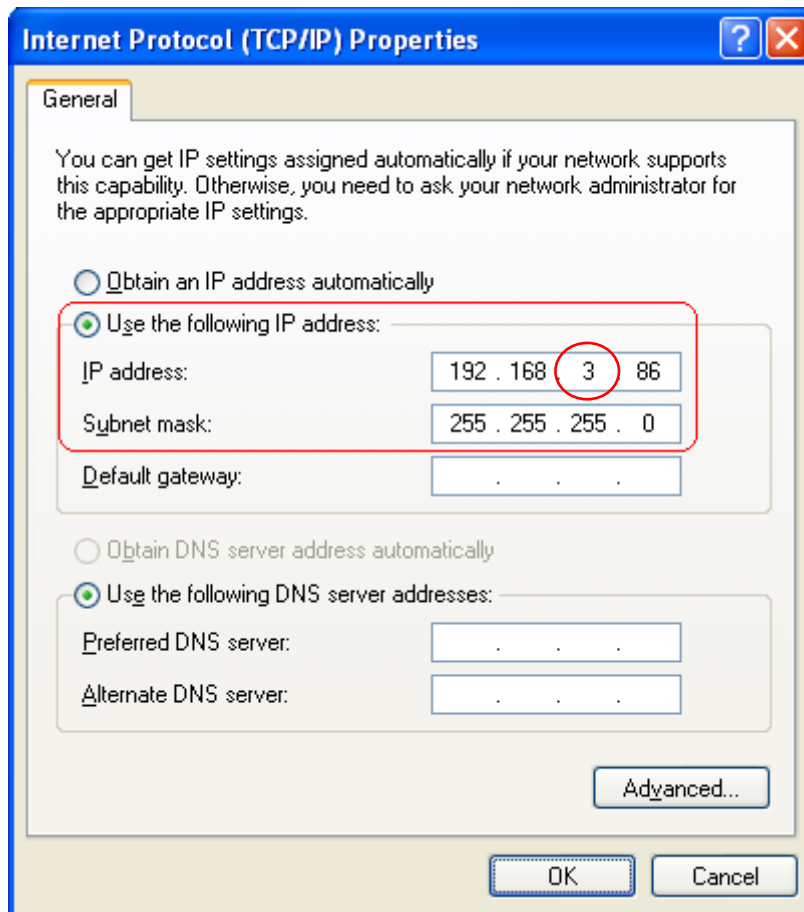 Internet Protocol (TCP/IP) Properties
General
You can get IP settings assigned automatically if your network supports
this capability. Otherwise, you need to ask your network administrator for
the appropriate IP settings.
Obtain an IP address automatically
Use the following IP address:
IP address: 192 . 168 . 3 86
Subnet mask: 255 . 255 . 255 . 0
Default gateway: . . .
Obtain DNS server address automatically
Use the following DNS server addresses:
Preferred DNS server: . . .
Alternate DNS server: . . .
Advanced...
OK Cancel